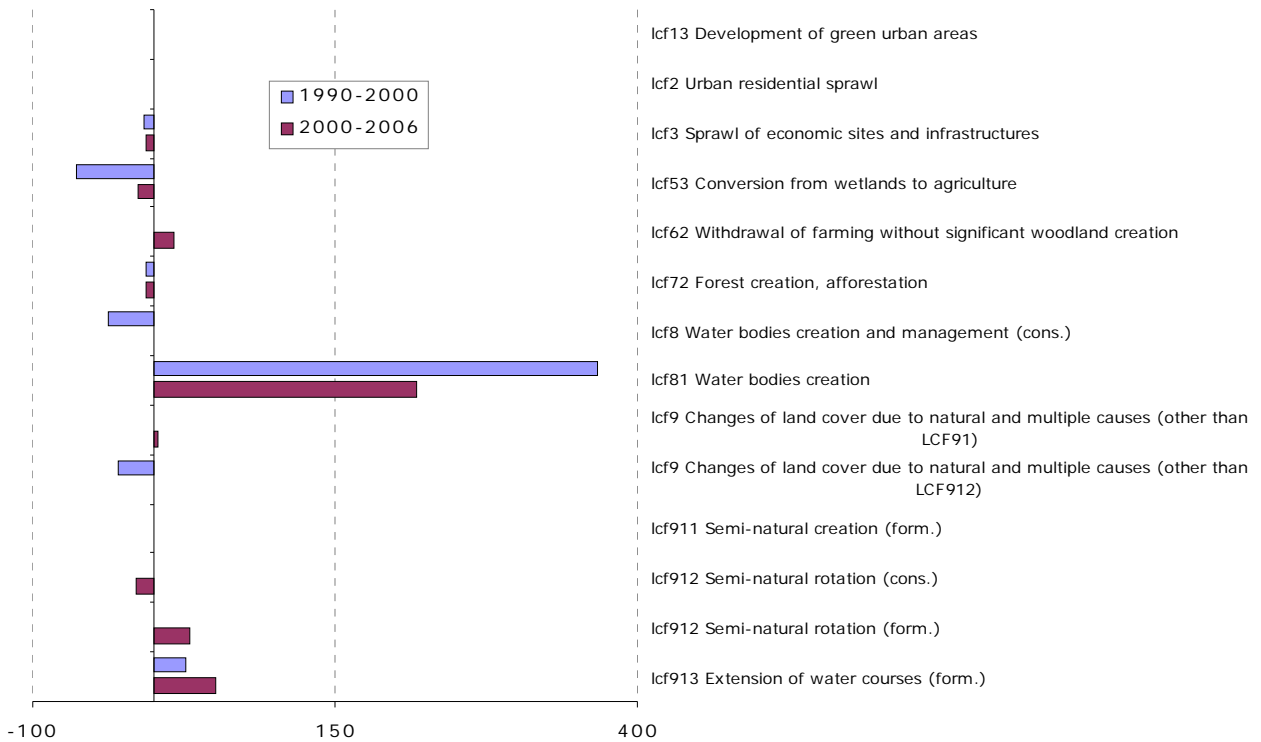 lcf13 Development of green urban areas
lcf2 Urban residential sprawl
1990-2000
2000-2006
lcf3 Sprawl of economic sites and infrastructures
lcf53 Conversion from wetlands to agriculture
lcf62 Withdrawal of farming without significant woodland creation
lcf72 Forest creation, afforestation
lcf8 Water bodies creation and management (cons.)
lcf81 Water bodies creation
lcf9 Changes of land cover due to natural and multiple causes (other than
LCF91)
lcf9 Changes of land cover due to natural and multiple causes (other than
LCF912)
lcf911 Semi-natural creation (form.)
lcf912 Semi-natural rotation (cons.)
lcf912 Semi-natural rotation (form.)
lcf913 Extension of water courses (form.)
-100 150 400